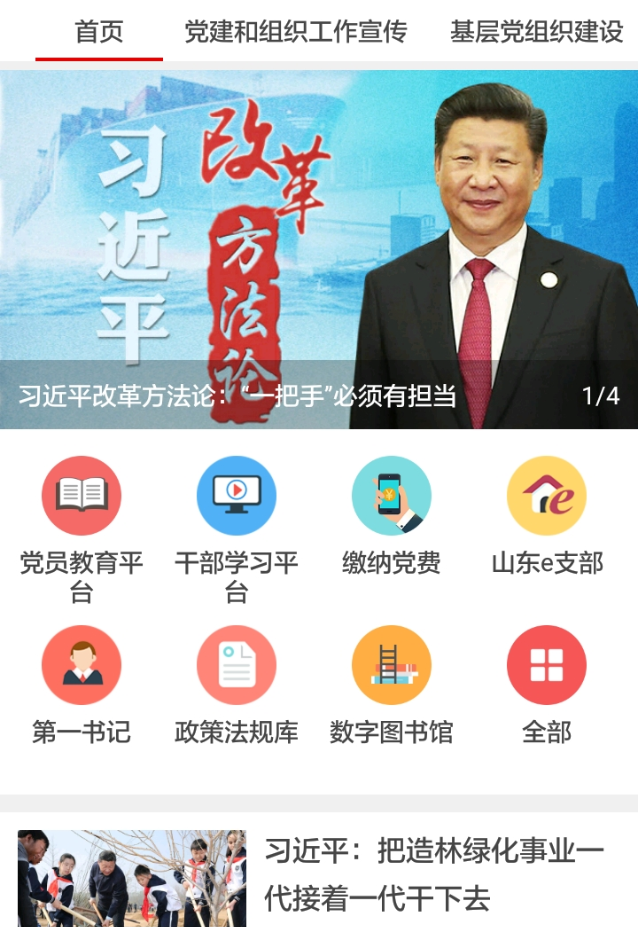 首页 党建和组织工作宣传 基层党组织建设
习近平
改革
方法论
习近平改革方法论：“一把手”必须有担当 1/4
党员教育平台
干部学习平台
缴纳党费
山东e支部
第一书记
政策法规库
数字图书馆
全部
习近平：把造林绿化事业一
代接着一代干下去